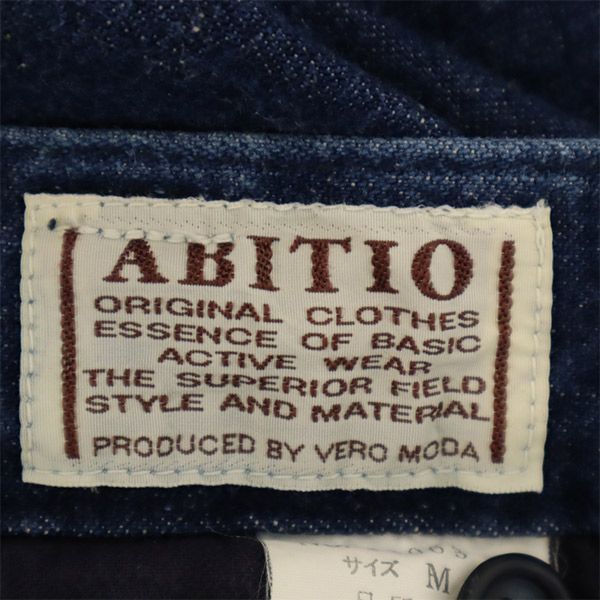 ABITIO
ORIGINAL CLOTHES
ESSENCE OF BASIC
ACTIVE WEAR
THE SUPERIOR FIELD
STYLE AND MATERIAL
PRODUCED BY VERO MODA
サイズ M